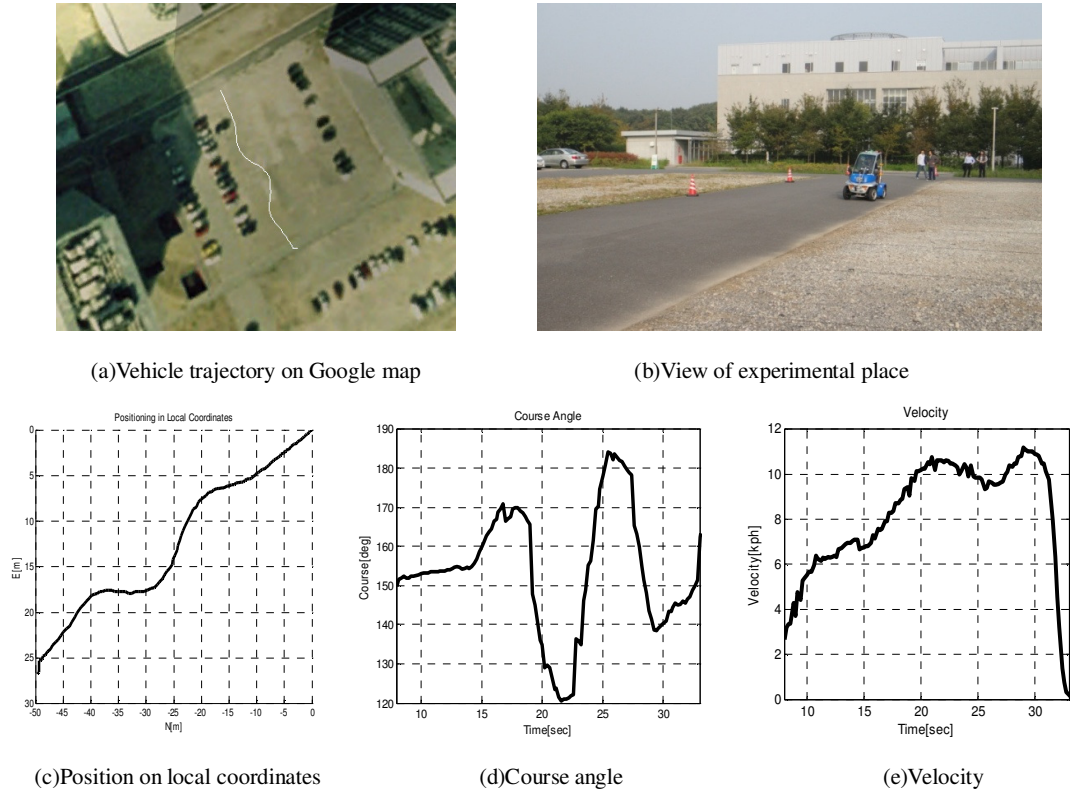 (a)Vehicle trajectory on Google map
(b)View of experimental place
Positioning in Local Coordinates
0
5
10
15
20
25
30
E[m]
-50 -45 -40 -35 -30 -25 -20 -15 -10 -5 0
N[m]
(c)Position on local coordinates
Course Angle
190
180
170
160
150
140
130
120
Course[deg]
10 15 20 25 30
Time[sec]
(d)Course angle
Velocity
12
10
8
6
4
2
0
Velocity[kph]
10 15 20 25 30
Time[sec]
(e)Velocity